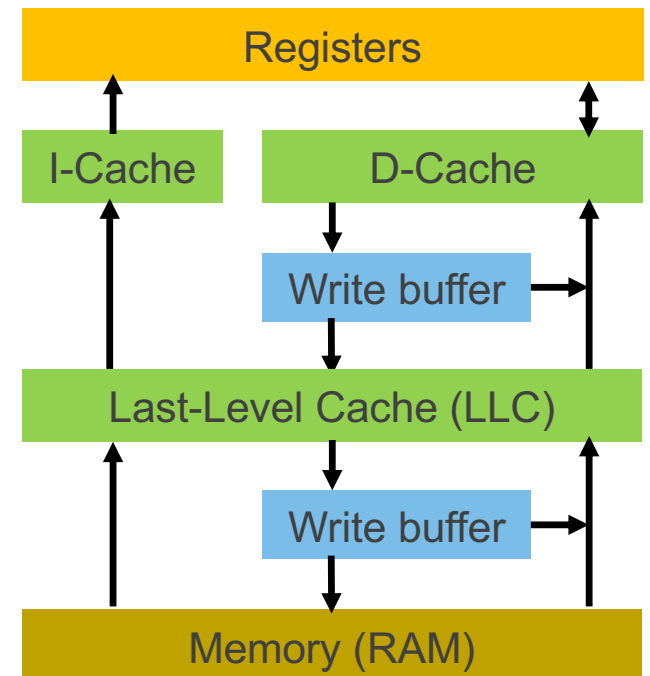 Registers
I-Cache
D-Cache
Write buffer
Last-Level Cache (LLC)
Write buffer
Memory (RAM)